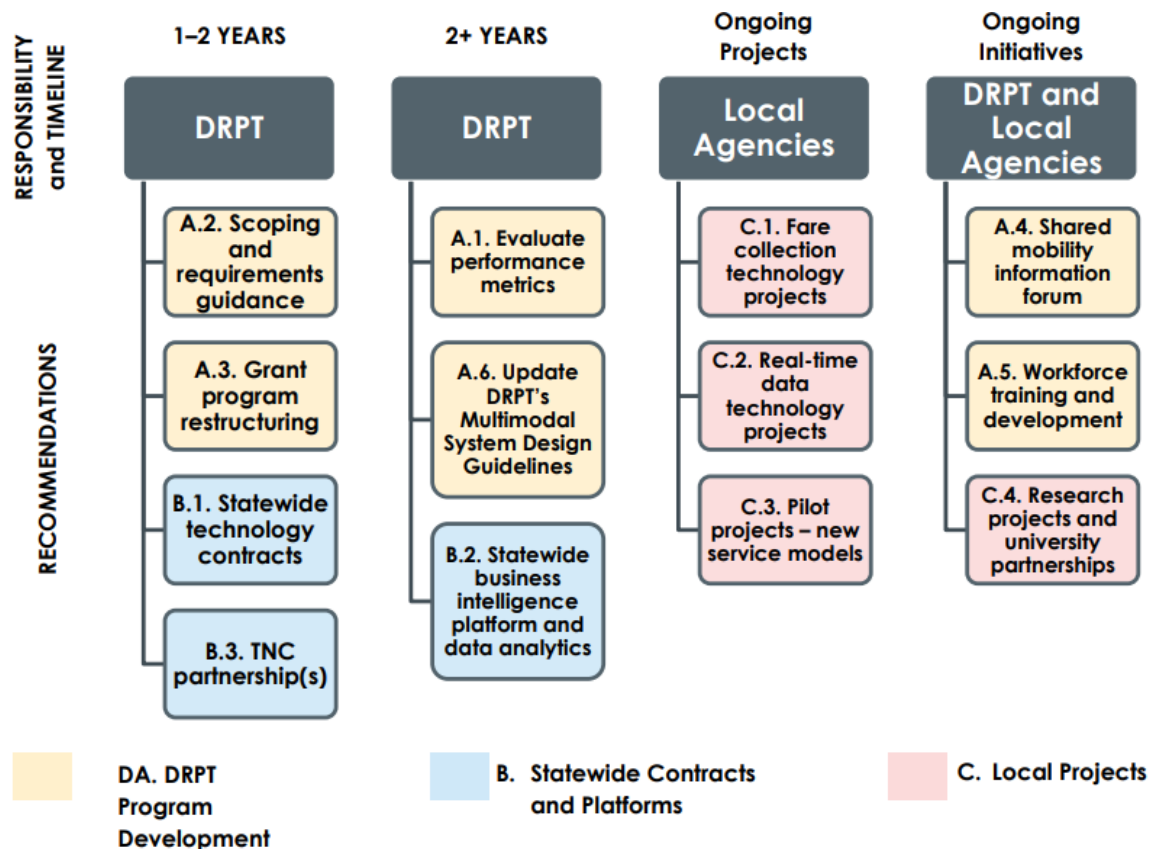 RESPONSIBILITY
and TIMELINE
1–2 YEARS
2+ YEARS
Ongoing
Projects
Ongoing
Initiatives
DRPT
DRPT
Local
Agencies
DRPT and
Local
Agencies
RECOMMENDATIONS
A.2. Scoping
and
requirements
guidance
A.3. Grant
program
restructuring
B.1. Statewide
technology
contracts
B.3. TNC
partnership(s)
A.1. Evaluate
performance
metrics
A.6. Update
DRPT’s
Multimodal
System Design
Guidelines
B.2. Statewide
business
intelligence
platform and
data analytics
C.1. Fare
collection
technology
projects
C.2. Real-time
data
technology
projects
C.3. Pilot
projects – new
service models
A.4. Shared
mobility
information
forum
A.5. Workforce
training and
development
C.4. Research
projects and
university
partnerships
DA. DRPT
Program
Development
B. Statewide Contracts
and Platforms
C. Local Projects